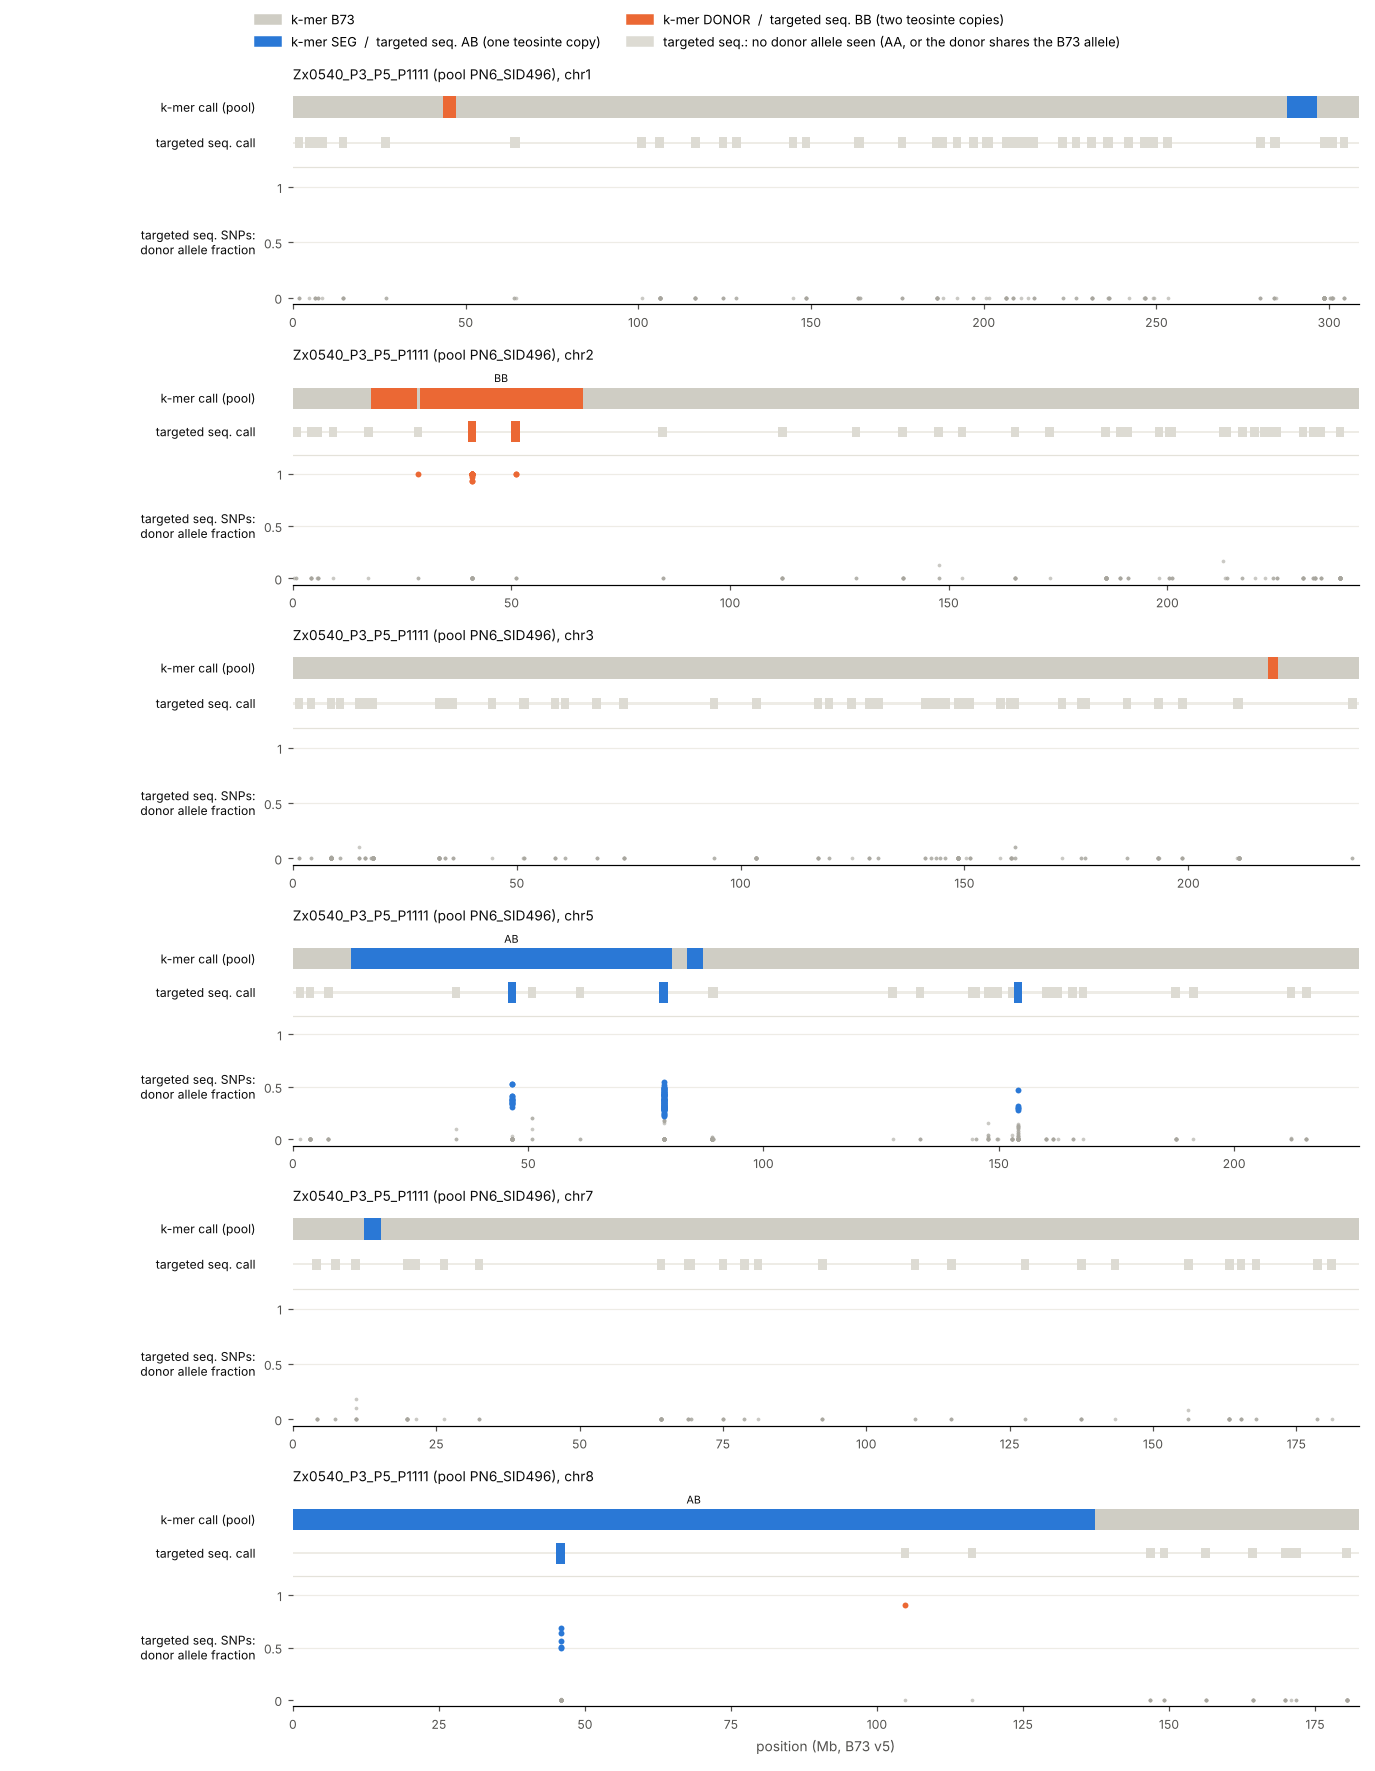 k-mer B73
k-mer DONOR / targeted seq. BB (two teosinte copies)
k-mer SEG / targeted seq. AB (one teosinte copy)
targeted seq.: no donor allele seen (AA, or the donor shares the B73 allele)
Zx0540_P3_P5_P1111 (pool PN6_SID496), chr1
k-mer call (pool)
targeted seq. call
1
targeted seq. SNPs:
donor allele fraction
0.5
0
0 50 100 150 200 250 300
Zx0540_P3_P5_P1111 (pool PN6_SID496), chr2
BB
k-mer call (pool)
targeted seq. call
1
targeted seq. SNPs:
donor allele fraction
0.5
0
0 50 100 150 200
Zx0540_P3_P5_P1111 (pool PN6_SID496), chr3
k-mer call (pool)
targeted seq. call
1
targeted seq. SNPs:
donor allele fraction
0.5
0
0 50 100 150 200
Zx0540_P3_P5_P1111 (pool PN6_SID496), chr5
AB
k-mer call (pool)
targeted seq. call
1
targeted seq. SNPs:
donor allele fraction
0.5
0
0 50 100 150 200
Zx0540_P3_P5_P1111 (pool PN6_SID496), chr7
k-mer call (pool)
targeted seq. call
1
targeted seq. SNPs:
donor allele fraction
0.5
0
0 25 50 75 100 125 150 175
Zx0540_P3_P5_P1111 (pool PN6_SID496), chr8
AB
k-mer call (pool)
targeted seq. call
1
targeted seq. SNPs:
donor allele fraction
0.5
0
0 25 50 75 100 125 150 175
position (Mb, B73 v5)